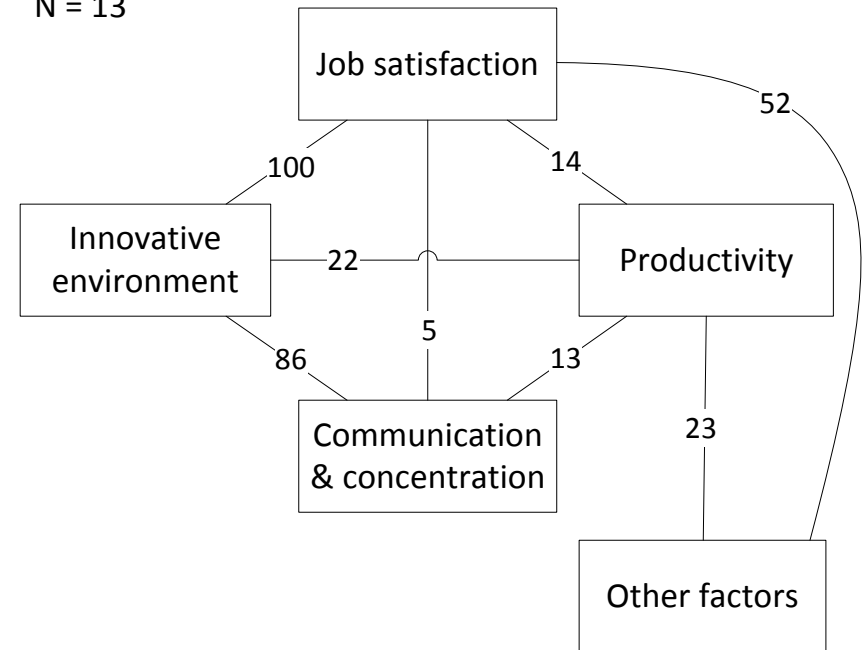 N = 13
Job satisfaction
52
100
14
Innovative
environment
22
Productivity
5
86
13
Communication
& concentration
23
Other factors